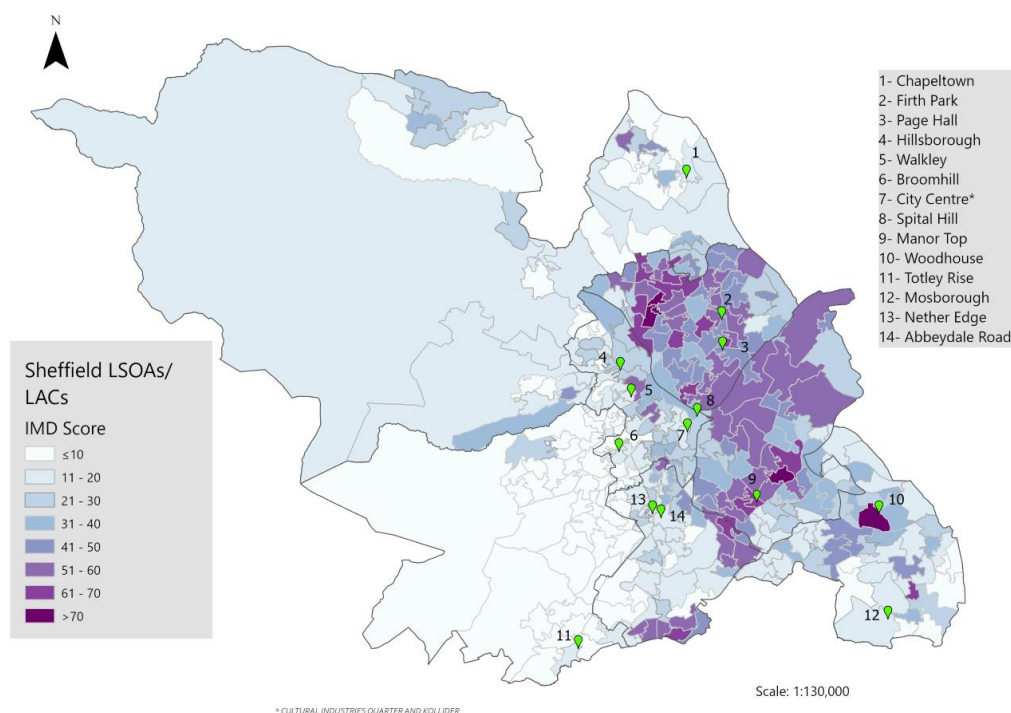 N
1- Chapeltown
2- Firth Park
3- Page Hall
4- Hillsborough
5- Walkley
6- Broomhill
7- City Centre*
8- Spital Hill
9- Manor Top
10- Woodhouse
11- Totley Rise
12- Mosborough
13- Nether Edge
14- Abbeydale Road
1
2
3
4
5
8
7
6
9
10
13
14
12
11
Sheffield LSOAs/
LACs
IMD Score
≤10
11 - 20
21 - 30
31 - 40
41 - 50
51 - 60
61 - 70
>70
Scale: 1:130,000
* CULTURAL INDUSTRIES QUARTER AND KOLLIDER